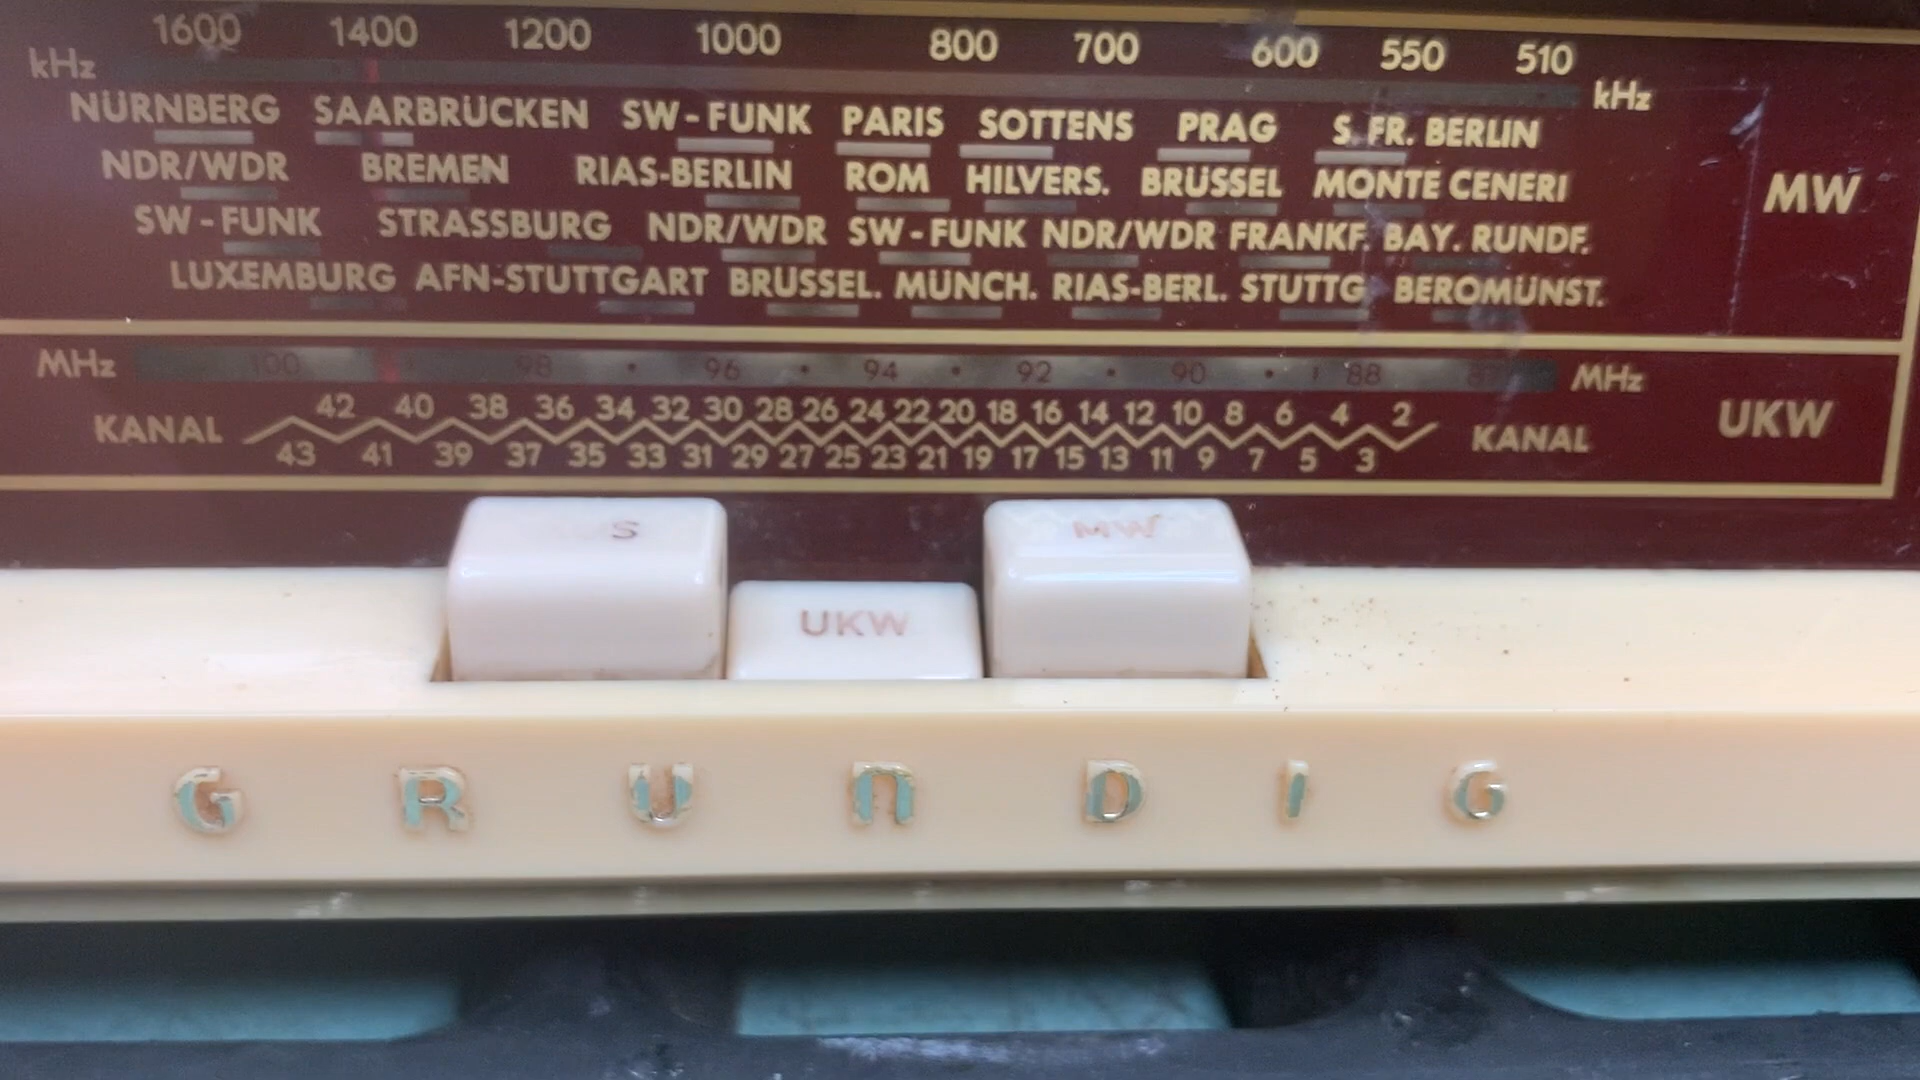 1600 1400 1200 1000 800 700 600 550 510
kHz kHz
NÜRNBERG SAARBRÜCKEN SW-FUNK PARIS SOTTENS PRAG S. FR. BERLIN
NDR/WDR BREMEN RIAS-BERLIN ROM HILVERS. BRÜSSEL MONTE CENERI
MW
SW-FUNK STRASSBURG NDR/WDR SW-FUNK NDR/WDR FRANKF. BAY. RUNDF.
LUXEMBURG AFN-STUTTGART BRÜSSEL. MÜNCH. RIAS-BERL. STUTTG. BEROMÜNST.
MHz 100 98 96 94 92 90 88 MHz
42 40 38 36 34 32 30 28 26 24 22 20 18 16 14 12 10 8 6 4 2
KANAL KANAL UKW
43 41 39 37 35 33 31 29 27 25 23 21 19 17 15 13 11 9 7 5 3
S MW
UKW
GRUNDIG